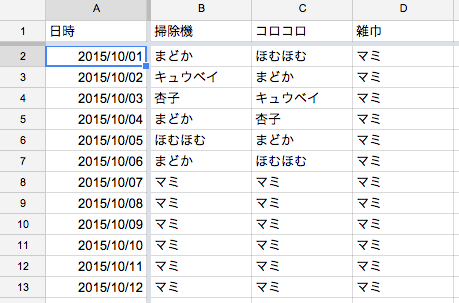 A B C D
1 日時 掃除機 コロコロ 雑巾
2 2015/10/01 まどか ほむほむ マミ
3 2015/10/02 キュウベイ まどか マミ
4 2015/10/03 杏子 キュウベイ マミ
5 2015/10/04 まどか 杏子 マミ
6 2015/10/05 ほむほむ まどか マミ
7 2015/10/06 まどか ほむほむ マミ
8 2015/10/07 マミ マミ マミ
9 2015/10/08 マミ マミ マミ
10 2015/10/09 マミ マミ マミ
11 2015/10/10 マミ マミ マミ
12 2015/10/11 マミ マミ マミ
13 2015/10/12 マミ マミ マミ